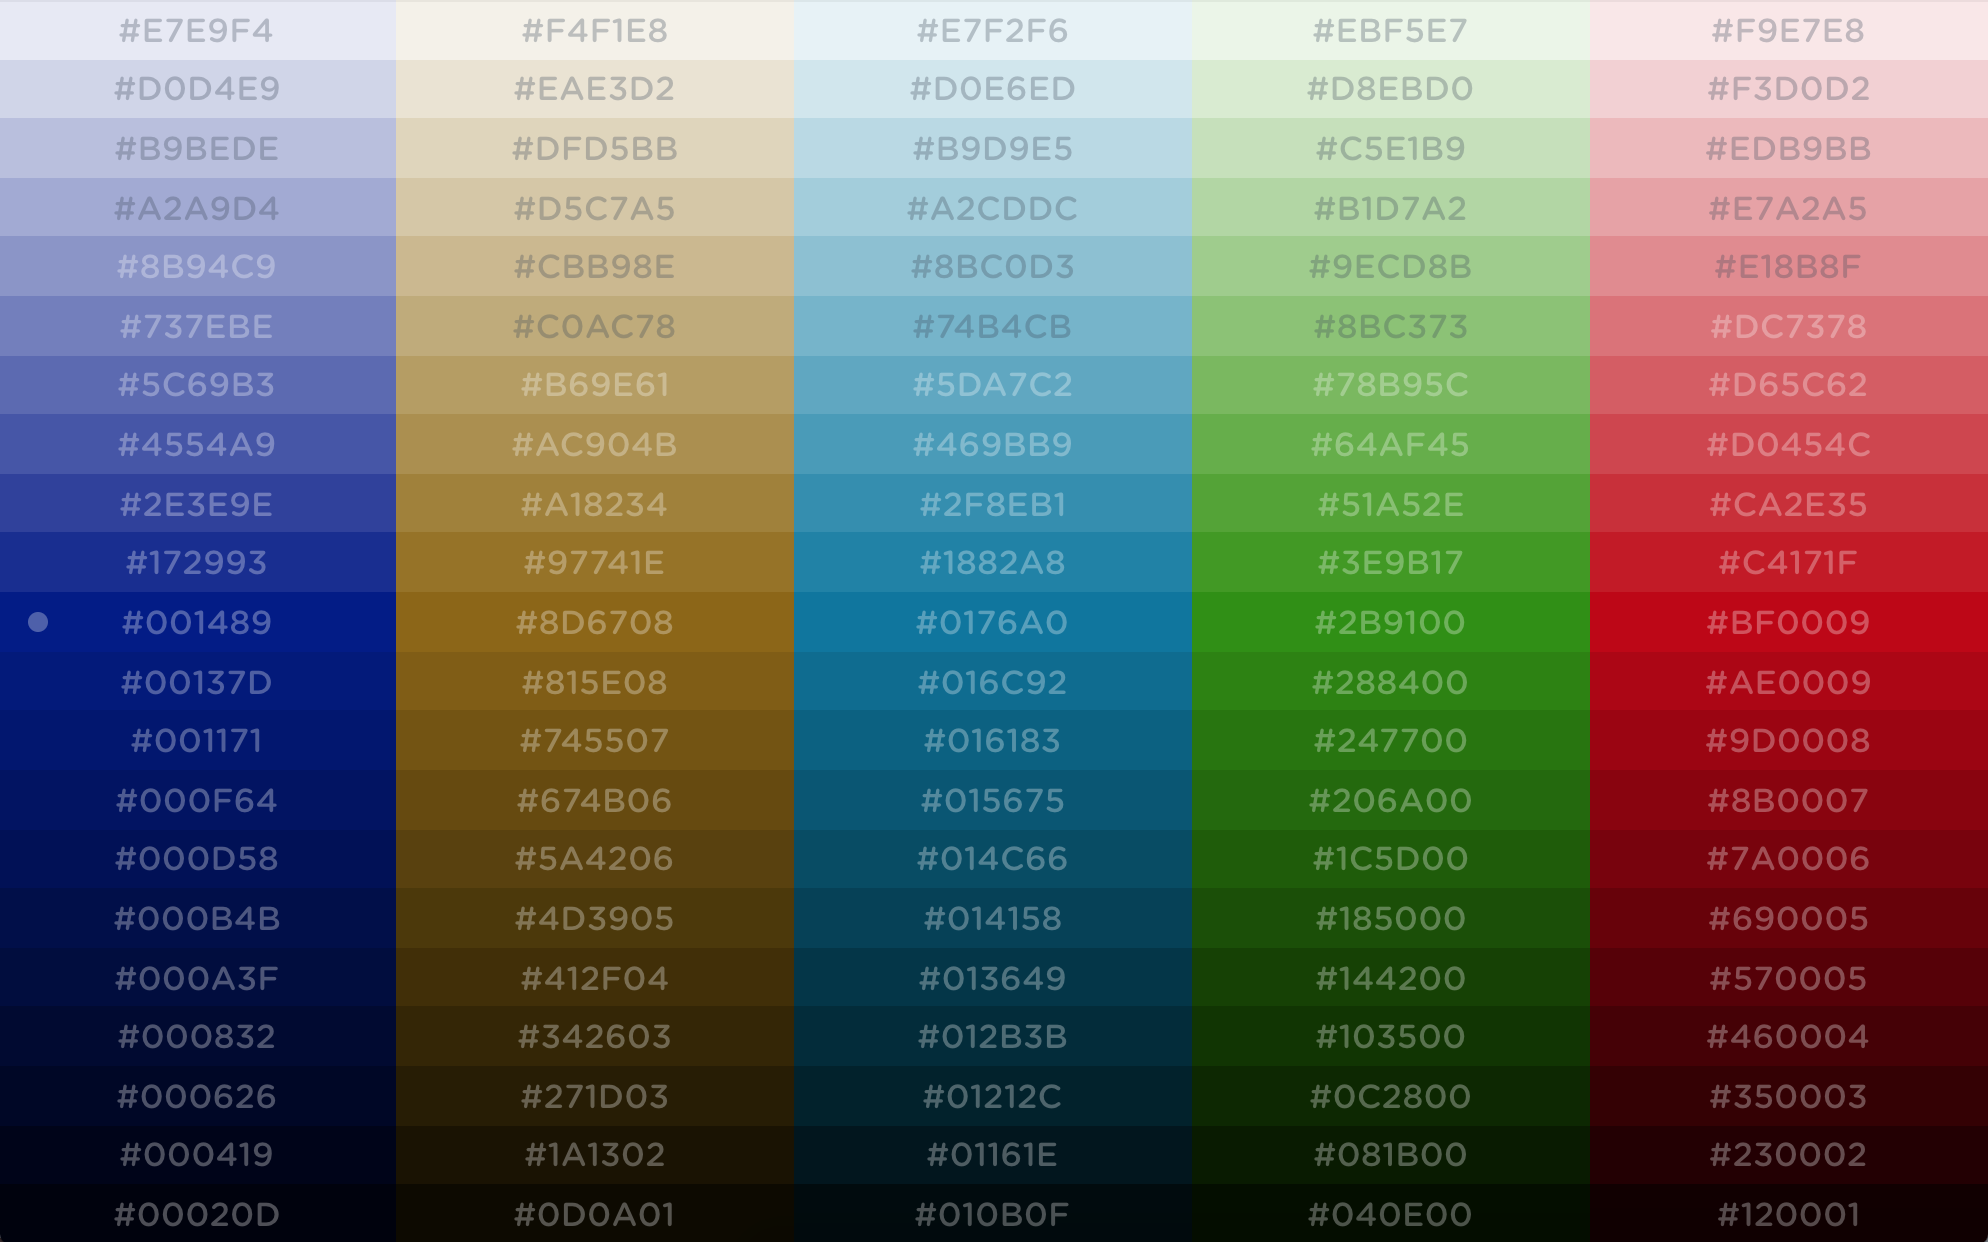 #E7E9F4 #F4F1E8 #E7F2F6 #EBF5E7 #F9E7E8
#D0D4E9 #EAE3D2 #D0E6ED #D8EBD0 #F3D0D2
#B9BEDE #DFD5BB #B9D9E5 #C5E1B9 #EDB9BB
#A2A9D4 #D5C7A5 #A2CDDC #B1D7A2 #E7A2A5
#8B94C9 #CBB98E #8BC0D3 #9ECD8B #E18B8F
#737EBE #C0AC78 #74B4CB #8BC373 #DC7378
#5C69B3 #B69E61 #5DA7C2 #78B95C #D65C62
#4554A9 #AC904B #469BB9 #64AF45 #D0454C
#2E3E9E #A18234 #2F8EB1 #51A52E #CA2E35
#172993 #97741E #1882A8 #3E9B17 #C4171F
#001489 #8D6708 #0176A0 #2B9100 #BF0009
#00137D #815E08 #016C92 #288400 #AE0009
#001171 #745507 #016183 #247700 #9D0008
#000F64 #674B06 #015675 #206A00 #8B0007
#000D58 #5A4206 #014C66 #1C5D00 #7A0006
#000B4B #4D3905 #014158 #185000 #690005
#000A3F #412F04 #013649 #144200 #570005
#000832 #342603 #012B3B #103500 #460004
#000626 #271D03 #01212C #0C2800 #350003
#000419 #1A1302 #01161E #081B00 #230002
#00020D #0D0A01 #010B0F #040E00 #120001